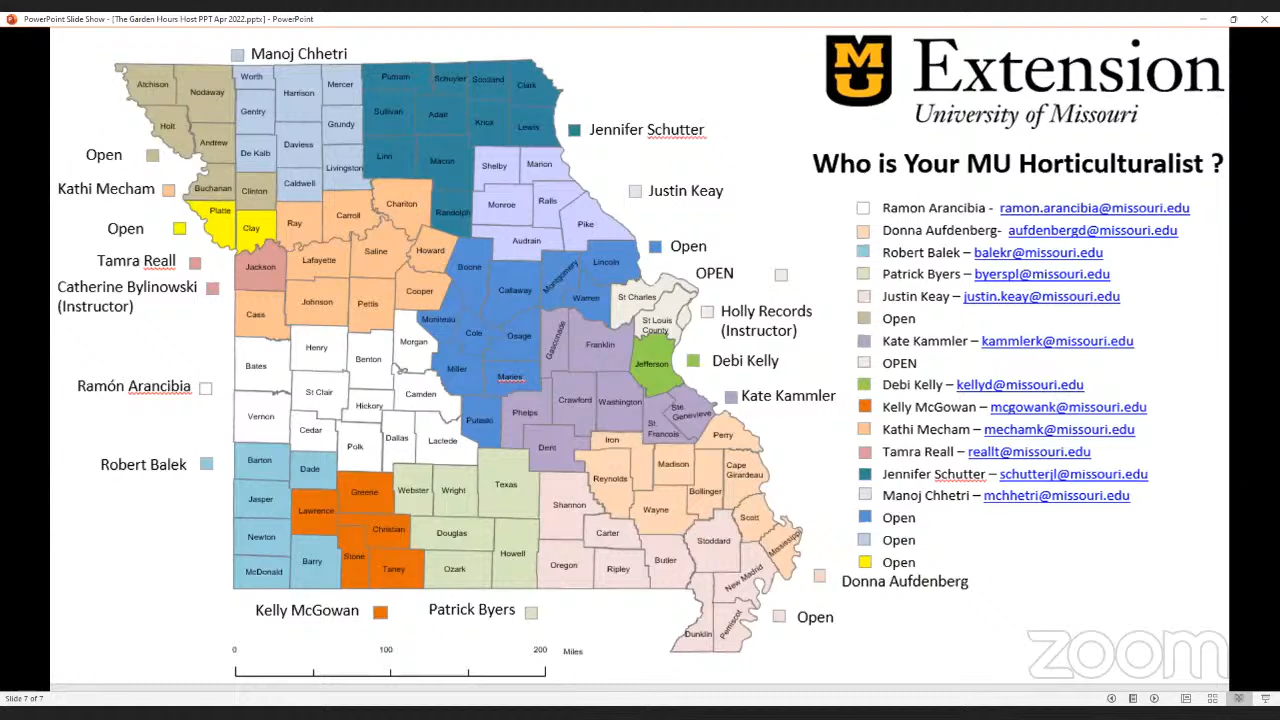 PowerPoint Slide Show - [The Garden Hours Host PPT Apr 2022.pptx] - PowerPoint
MU
Extension
University of Missouri
Who is Your MU Horticulturalist ?
Ramon Arancibia - ramon.arancibia@missouri.edu
Donna Aufdenberg- aufdenbergd@missouri.edu
Robert Balek - balekr@missouri.edu
Patrick Byers – byerspl@missouri.edu
Justin Keay – justin.keay@missouri.edu
Open
Kate Kammler - kammlerk@missouri.edu
OPEN
Debi Kelly – kellyd@missouri.edu
Kelly McGowan – mcgowank@missouri.edu
Kathi Mecham – mechamk@missouri.edu
Tamra Reall – reallt@missouri.edu
Jennifer Schutter – schutterjl@missouri.edu
Manoj Chhetri - mchhetri@missouri.edu
Open
Open
Open
Manoj Chhetri
Jennifer Schutter
Justin Keay
Open
OPEN
Holly Records
(Instructor)
Debi Kelly
Kate Kammler
Donna Aufdenberg
Open
Open
Kathi Mecham
Open
Tamra Reall
Catherine Bylinowski
(Instructor)
Ramón Arancibia
Robert Balek
Kelly McGowan
Patrick Byers
Atchison
Nodaway
Worth
Harrison
Mercer
Putnam
Schuyler
Scotland
Clark
Holt
Andrew
Gentry
Daviess
Grundy
Sullivan
Adair
Knox
Lewis
De Kalb
Buchanan
Clinton
Caldwell
Livingston
Linn
Macon
Shelby
Marion
Platte
Clay
Ray
Carroll
Chariton
Randolph
Monroe
Ralls
Pike
Audrain
Jackson
Lafayette
Saline
Howard
Boone
Callaway
Montgomery
Lincoln
Warren
St Charles
St Louis
County
Cass
Johnson
Pettis
Cooper
Moniteau
Cole
Osage
Gasconade
Franklin
Jefferson
Bates
Henry
Benton
Morgan
Miller
Maries
St Clair
Camden
Hickory
Vernon
Cedar
Polk
Dallas
Laclede
Pulaski
Phelps
Crawford
Washington
St.
Francois
Ste.
Genevieve
Dent
Iron
Perry
Barton
Dade
Greene
Webster
Wright
Texas
Reynolds
Madison
Cape
Girardeau
Bollinger
Jasper
Lawrence
Christian
Douglas
Shannon
Wayne
Scott
Newton
Stone
Howell
Carter
Stoddard
Mississippi
McDonald
Barry
Taney
Ozark
Oregon
Ripley
Butler
New Madrid
Dunklin
Pemiscot
0
100
200
Miles
zoom
Slide 7 of 7